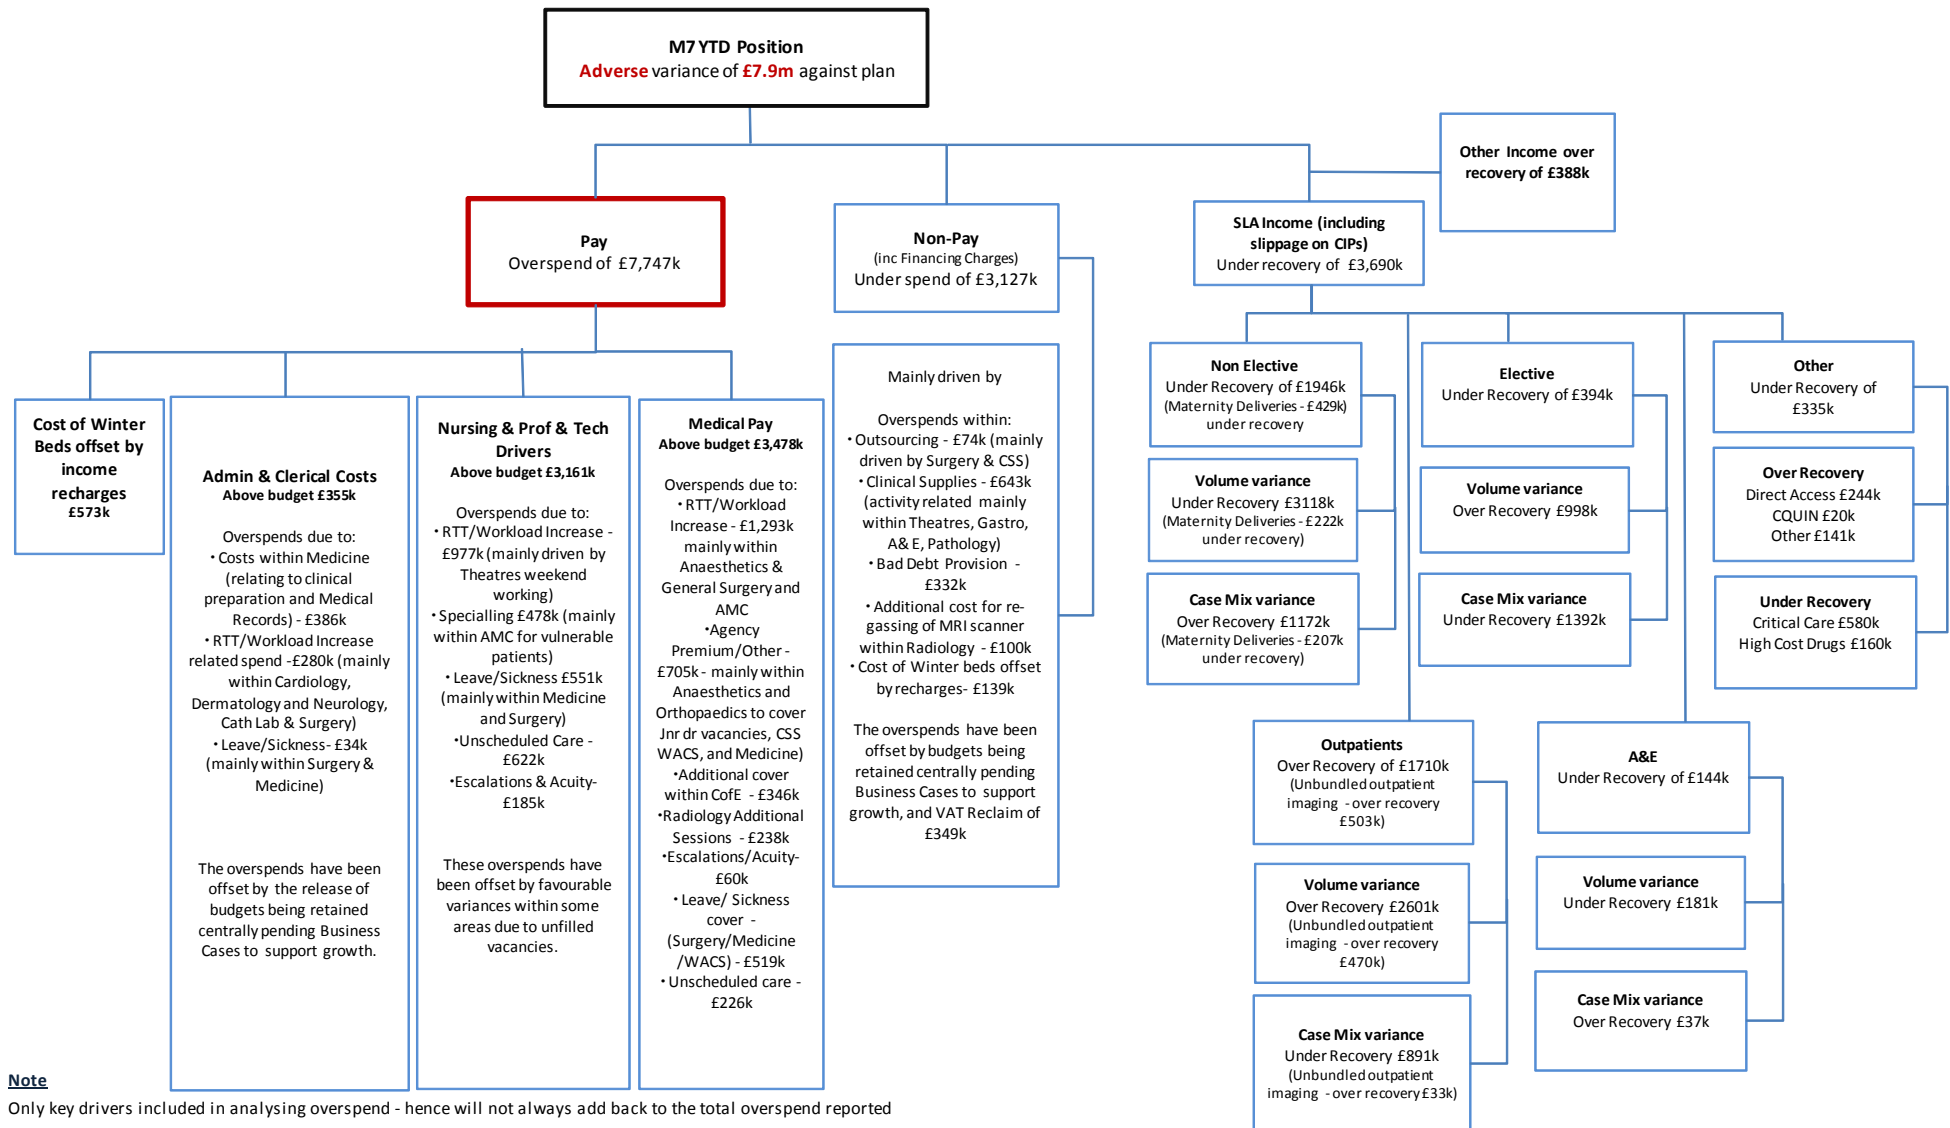 M7 YTD Position
Adverse variance of £7.9m against plan
Other Income over
recovery of £388k
Pay
Overspend of £7,747k
Non-Pay
(inc Financing Charges)
Under spend of £3,127k
SLA Income (including
slippage on CIPs)
Under recovery of £3,690k
Cost of Winter
Beds offset by
income
recharges
£573k
Admin & Clerical Costs
Above budget £355k
Overspends due to:
• Costs within Medicine
(relating to clinical
preparation and Medical
Records) - £386k
• RTT/Workload Increase
related spend -£280k (mainly
within Cardiology,
Dermatology and Neurology,
Cath Lab & Surgery)
• Leave/Sickness- £34k
(mainly within Surgery &
Medicine)
The overspends have been
offset by the release of
budgets being retained
centrally pending Business
Cases to support growth.
Nursing & Prof & Tech
Drivers
Above budget £3,161k
Overspends due to:
• RTT/Workload Increase -
£977k (mainly driven by
Theatres weekend
working)
• Specialling £478k (mainly
within AMC for vulnerable
patients)
• Leave/Sickness £551k
(mainly within Medicine
and Surgery)
•Unscheduled Care -
£622k
•Escalations & Acuity-
£185k
These overspends have
been offset by favourable
variances within some
areas due to unfilled
vacancies.
Medical Pay
Above budget £3,478k
Overspends due to:
• RTT/Workload
Increase - £1,293k
mainly within
Anaesthetics &
General Surgery and
AMC
•Agency
Premium/Other -
£705k - mainly within
Anaesthetics and
Orthopaedics to cover
Jnr dr vacancies, CSS
WACS, and Medicine)
•Additional cover
within CofE - £346k
•Radiology Additional
Sessions - £238k
•Escalations/Acuity-
£60k
• Leave/ Sickness
cover -
(Surgery/Medicine
/WACS) - £519k
• Unscheduled care -
£226k
Mainly driven by
Overspends within:
• Outsourcing - £74k (mainly
driven by Surgery & CSS)
• Clinical Supplies - £643k
(activity related mainly
within Theatres, Gastro,
A& E, Pathology)
• Bad Debt Provision -
£332k
• Additional cost for re-
gassing of MRI scanner
within Radiology - £100k
• Cost of Winter beds offset
by recharges- £139k
The overspends have been
offset by budgets being
retained centrally pending
Business Cases to support
growth, and VAT Reclaim of
£349k
Non Elective
Under Recovery of £1946k
(Maternity Deliveries - £429k)
under recovery
Volume variance
Under Recovery £3118k
(Maternity Deliveries - £222k
under recovery)
Case Mix variance
Over Recovery £1172k
(Maternity Deliveries - £207k
under recovery)
Elective
Under Recovery of £394k
Volume variance
Over Recovery £998k
Case Mix variance
Under Recovery £1392k
Other
Under Recovery of
£335k
Over Recovery
Direct Access £244k
CQUIN £20k
Other £141k
Under Recovery
Critical Care £580k
High Cost Drugs £160k
Outpatients
Over Recovery of £1710k
(Unbundled outpatient
imaging - over recovery
£503k)
Volume variance
Over Recovery £2601k
(Unbundled outpatient
imaging - over recovery
£470k)
Case Mix variance
Under Recovery £891k
(Unbundled outpatient
imaging - over recovery £33k)
A&E
Under Recovery of £144k
Volume variance
Under Recovery £181k
Case Mix variance
Over Recovery £37k
Note
Only key drivers included in analysing overspend - hence will not always add back to the total overspend reported